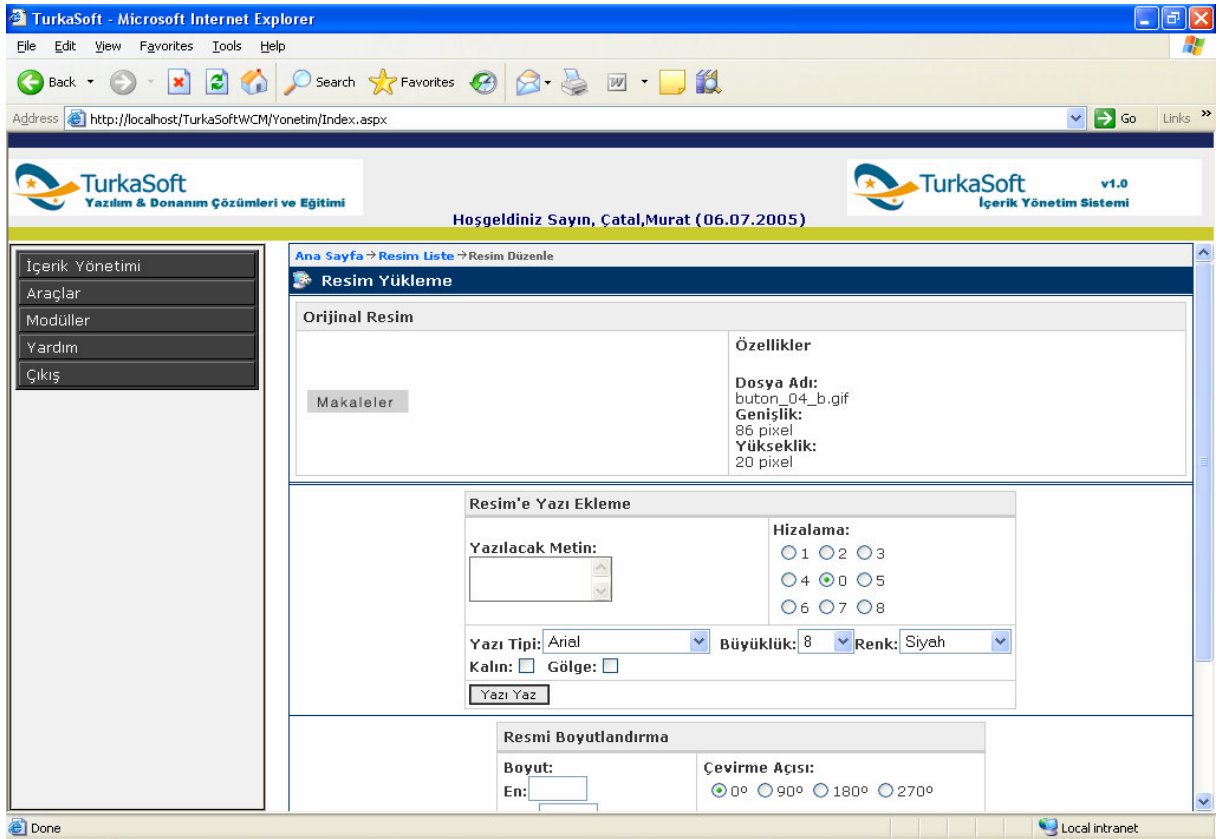 TurkaSoft - Microsoft Internet Explorer
File Edit View Favorites Tools Help
Back Search Favorites
Address http://localhost/TurkaSoftWCM/Yonetim/Index.aspx Go Links »
TurkaSoft
Yazılım & Donanım Çözümleri ve Eğitimi
Hoşgeldiniz Sayın, Çatal,Murat (06.07.2005)
TurkaSoft v1.0
İçerik Yönetim Sistemi
İçerik Yönetimi
Araçlar
Modüller
Yardım
Çıkış
Ana Sayfa→Resim Liste→Resim Düzenle
Resim Yükleme
Orijinal Resim
Makaleler
Özellikler
Dosya Adı:
buton_04_b.gif
Genişlik:
86 pixel
Yükseklik:
20 pixel
Resim'e Yazı Ekleme
Yazılacak Metin:
Hizalama:
1 2 3
4 0 5
6 7 8
Yazı Tipi: Arial Büyüklük: 8 Renk: Siyah
Kalın: Gölge:
Yazı Yaz
Resmi Boyutlandırma
Boyut:
En:
Çevirme Açısı:
0º 90º 180º 270º
Done Local intranet